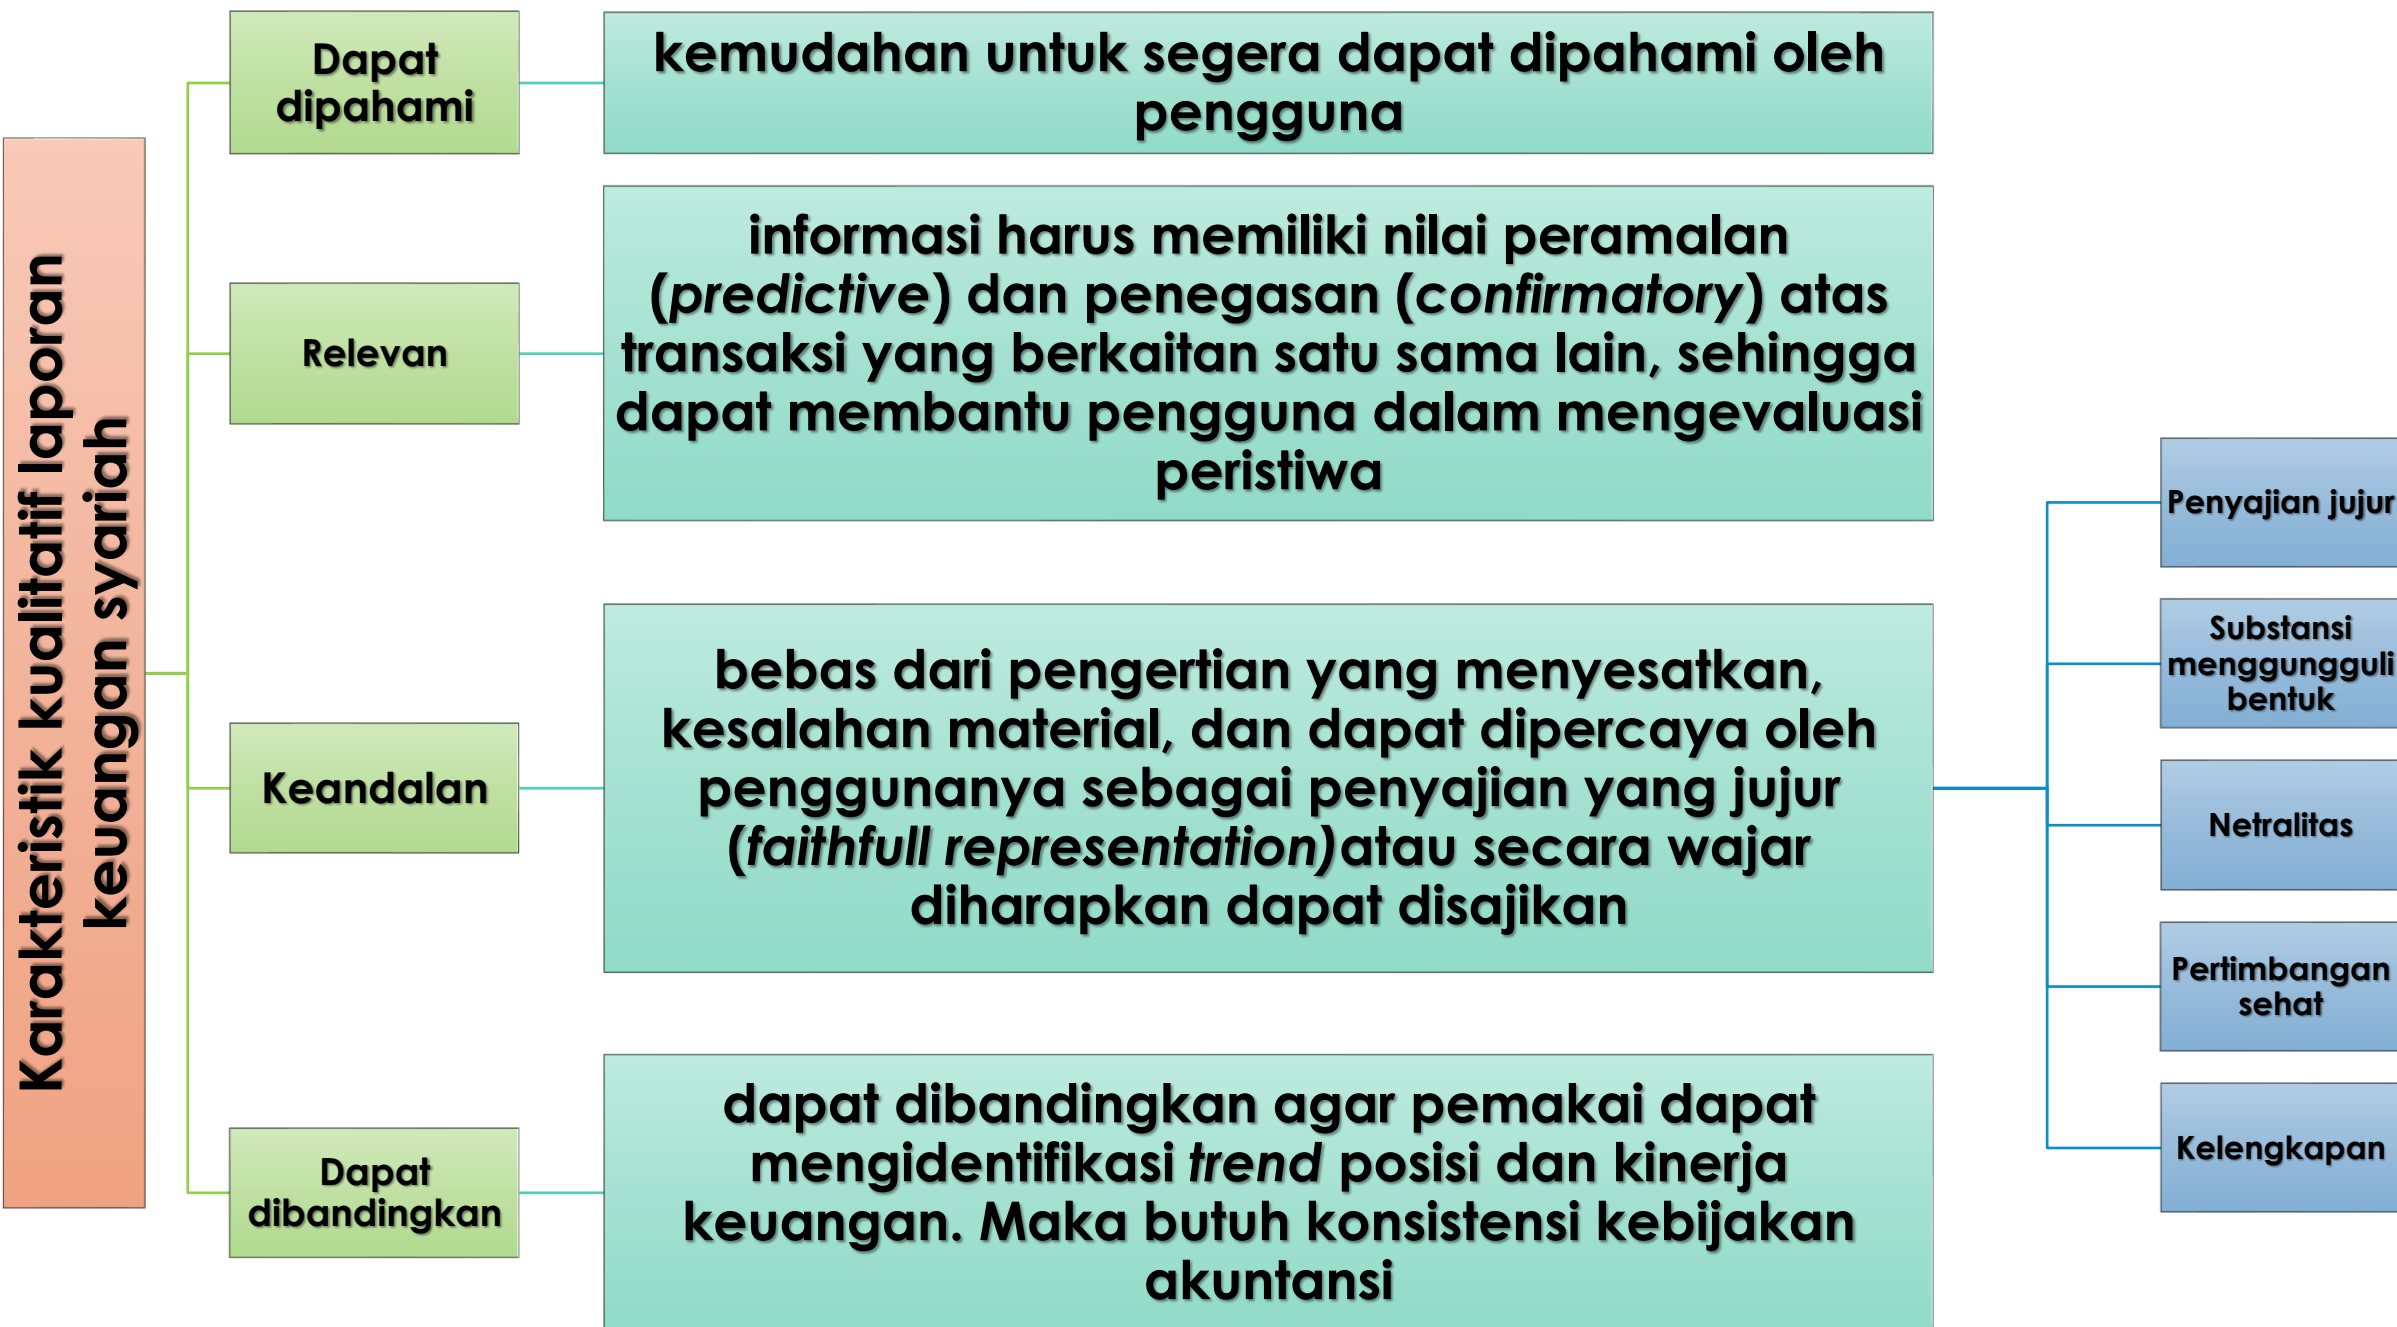 Karakteristik kualitatif laporan
keuangan syariah
Dapat
dipahami
kemudahan untuk segera dapat dipahami oleh
pengguna
Relevan
informasi harus memiliki nilai peramalan
(predictive) dan penegasan (confirmatory) atas
transaksi yang berkaitan satu sama lain, sehingga
dapat membantu pengguna dalam mengevaluasi
peristiwa
Keandalan
bebas dari pengertian yang menyesatkan,
kesalahan material, dan dapat dipercaya oleh
penggunanya sebagai penyajian yang jujur
(faithfull representation)atau secara wajar
diharapkan dapat disajikan
Penyajian jujur
Substansi
menggungguli
bentuk
Netralitas
Pertimbangan
sehat
Kelengkapan
Dapat
dibandingkan
dapat dibandingkan agar pemakai dapat
mengidentifikasi trend posisi dan kinerja
keuangan. Maka butuh konsistensi kebijakan
akuntansi